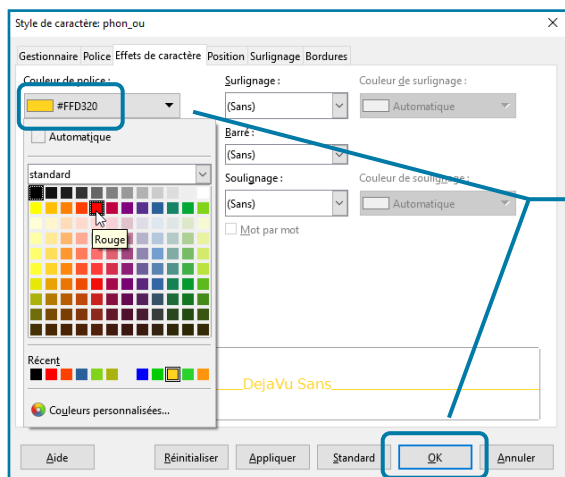 Style de caractère: phon_ou
Gestionnaire Police Effets de caractère Position Surlignage Bordures
Couleur de police :
#FFD320
Automatique
standard
Rouge
Récent
Couleurs personnalisées...
Surlignage :
(Sans)
Barré :
(Sans)
Soulignage :
(Sans)
Mot par mot
Couleur de surlignage :
Automatique
Couleur de soulignage :
Automatique
DejaVu Sans
Aide Réinitialiser Appliquer Standard OK Annuler